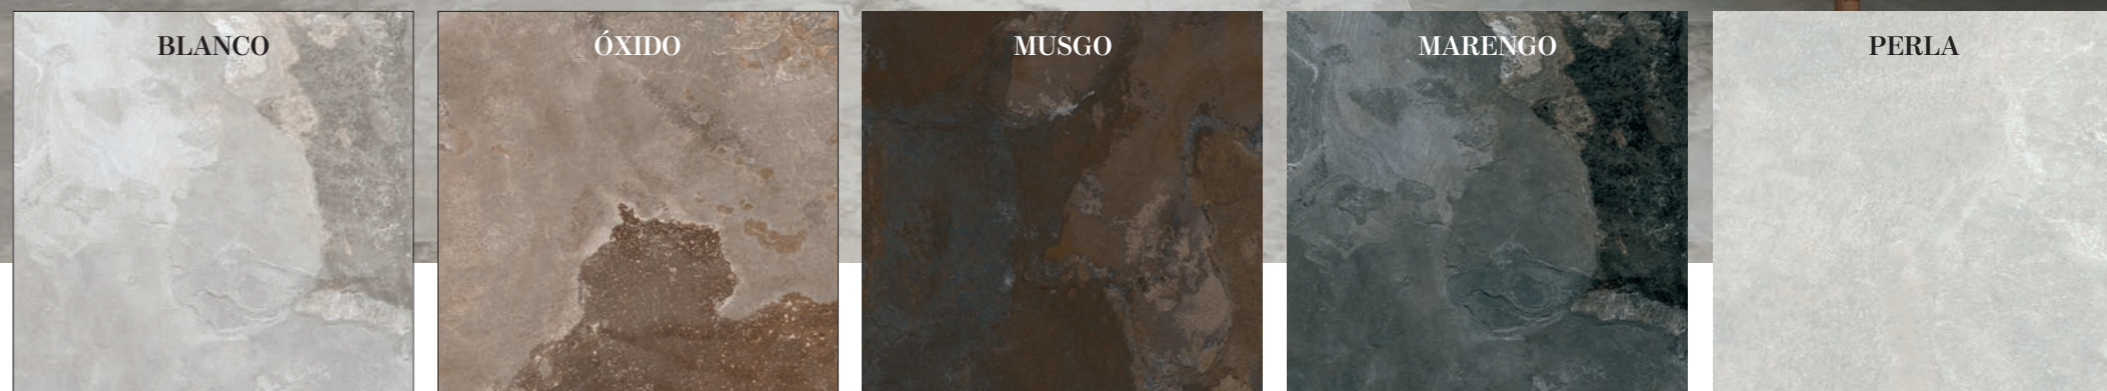 BLANCO
ÓXIDO
MUSGO
MARENGO
PERLA